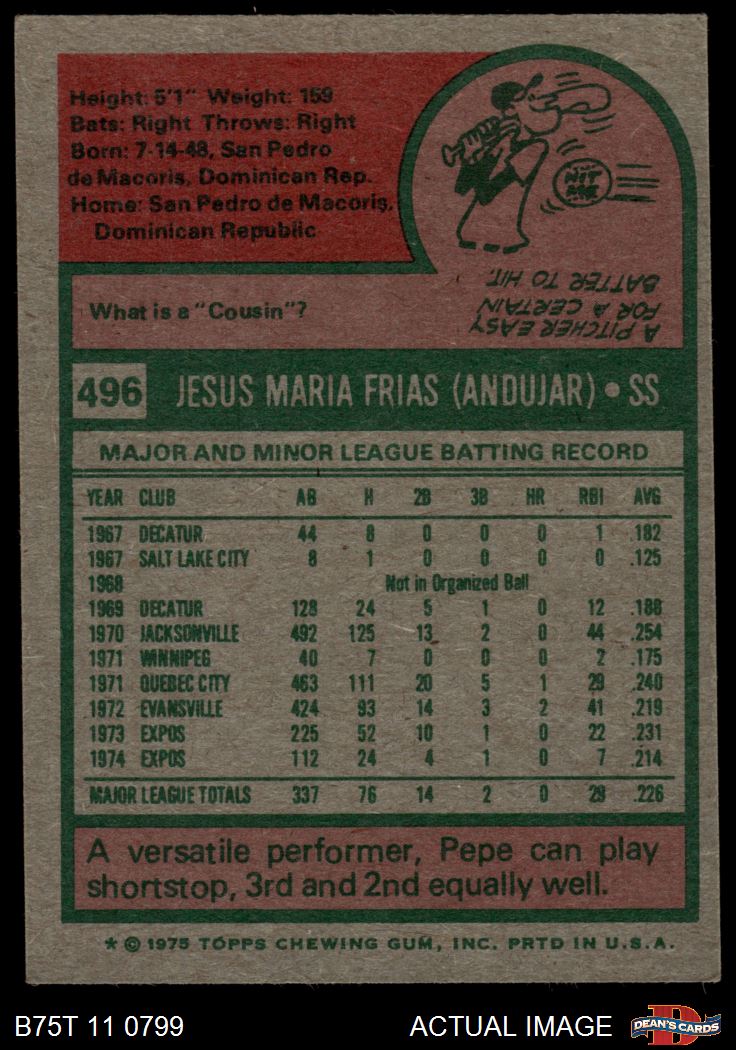 Height: 5'1" Weight: 159
Bats: Right Throws: Right
Born: 7-14-48, San Pedro
de Macoris, Dominican Rep.
Home: San Pedro de Macoris,
Dominican Republic
HIT
ME
What is a "Cousin"?
A PITCHER EASY
FOR A CERTAIN
BATTER TO HIT.
496 JESUS MARIA FRIAS (ANDUJAR) • SS
MAJOR AND MINOR LEAGUE BATTING RECORD
YEAR CLUB AB H 2B 3B HR RBI AVG
1967 DECATUR 44 8 0 0 0 1 .182
1967 SALT LAKE CITY 8 1 0 0 0 0 .125
1968 Not in Organized Ball
1969 DECATUR 128 24 5 1 0 12 .188
1970 JACKSONVILLE 492 125 13 2 0 44 .254
1971 WINNIPEG 40 7 0 0 0 2 .175
1971 QUEBEC CITY 463 111 20 5 1 29 .240
1972 EVANSVILLE 424 93 14 3 2 41 .219
1973 EXPOS 225 52 10 1 0 22 .231
1974 EXPOS 112 24 4 1 0 7 .214
MAJOR LEAGUE TOTALS 337 76 14 2 0 29 .226
A versatile performer, Pepe can play
shortstop, 3rd and 2nd equally well.
* © 1975 TOPPS CHEWING GUM, INC. PRTD IN U.S.A.
B75T 11 0799 ACTUAL IMAGE
DEAN'S CARDS